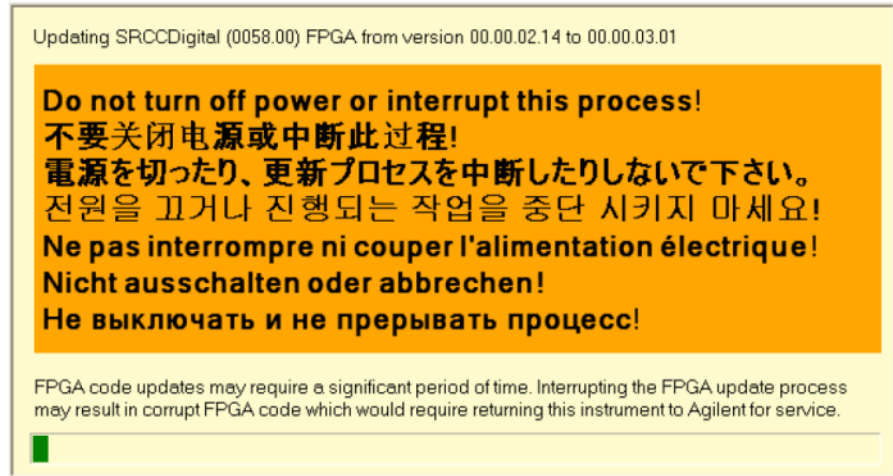 Updating SRCCDigital (0058.00) FPGA from version 00.00.02.14 to 00.00.03.01
Do not turn off power or interrupt this process!
不要关闭电源或中断此过程!
電源を切ったり、更新プロセスを中断したりしないで下さい。
전원을 끄거나 진행되는 작업을 중단 시키지 마세요!
Ne pas interrompre ni couper l'alimentation électrique!
Nicht ausschalten oder abbrechen!
Не выключать и не прерывать процесс!
FPGA code updates may require a significant period of time. Interrupting the FPGA update process
may result in corrupt FPGA code which would require returning this instrument to Agilent for service.